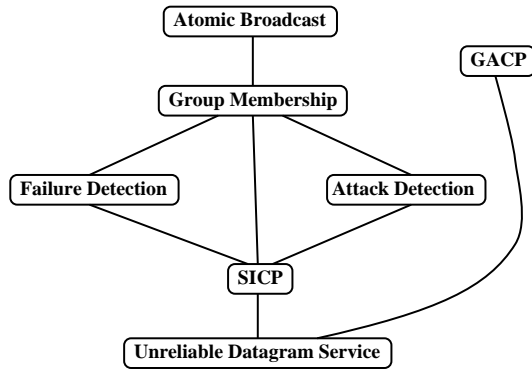 Atomic Broadcast
GACP
Group Membership
Failure Detection
Attack Detection
SICP
Unreliable Datagram Service